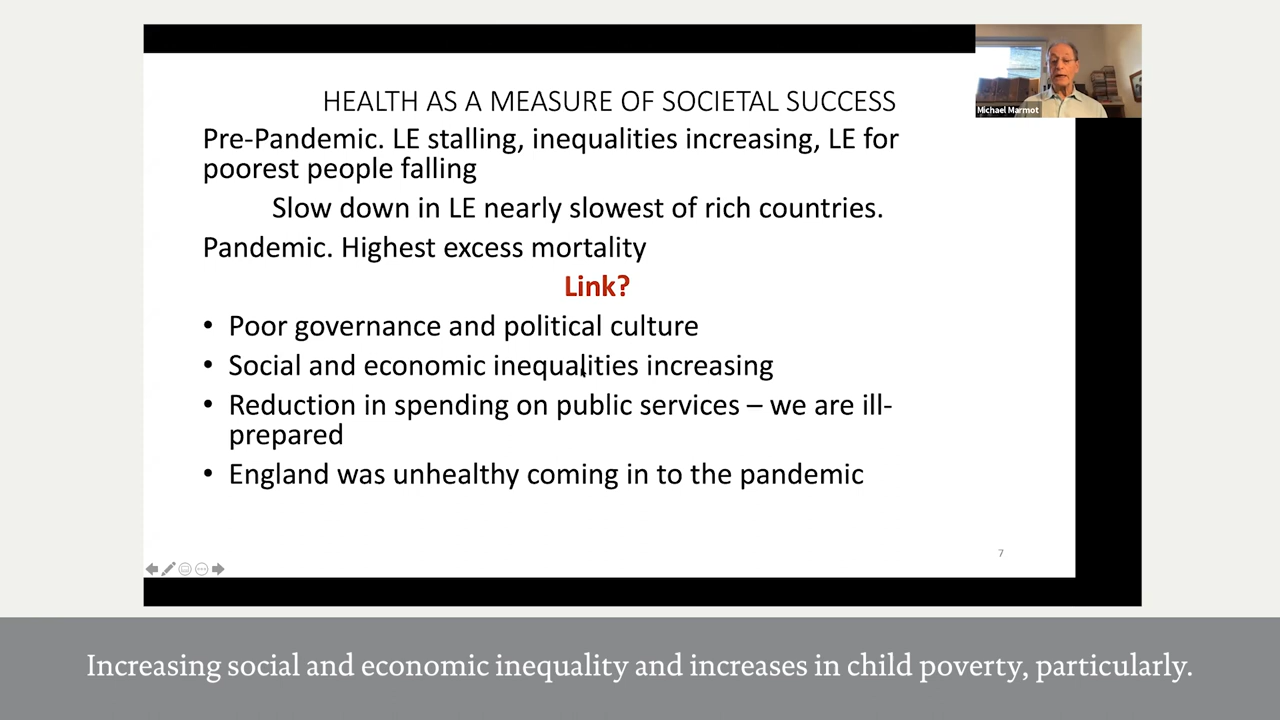 HEALTH AS A MEASURE OF SOCIETAL SUCCESS
Michael Marmot
Pre-Pandemic. LE stalling, inequalities increasing, LE for
poorest people falling
Slow down in LE nearly slowest of rich countries.
Pandemic. Highest excess mortality
Link?
• Poor governance and political culture
• Social and economic inequalities increasing
• Reduction in spending on public services – we are ill-
prepared
• England was unhealthy coming in to the pandemic
7
Increasing social and economic inequality and increases in child poverty, particularly.